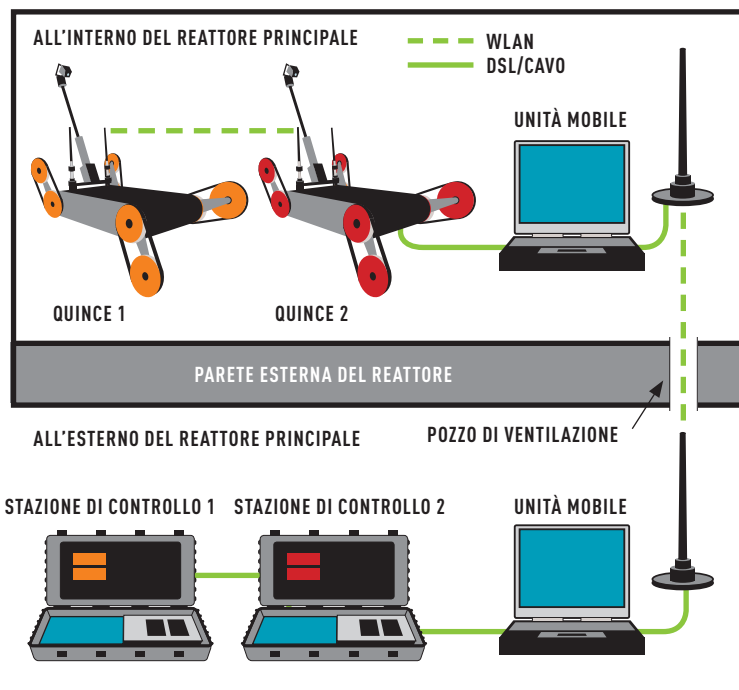 ALL'INTERNO DEL REATTORE PRINCIPALE
WLAN
DSL/CAVO
UNITÀ MOBILE
QUINCE 1
QUINCE 2
PARETE ESTERNA DEL REATTORE
ALL'ESTERNO DEL REATTORE PRINCIPALE
POZZO DI VENTILAZIONE
STAZIONE DI CONTROLLO 1
STAZIONE DI CONTROLLO 2
UNITÀ MOBILE